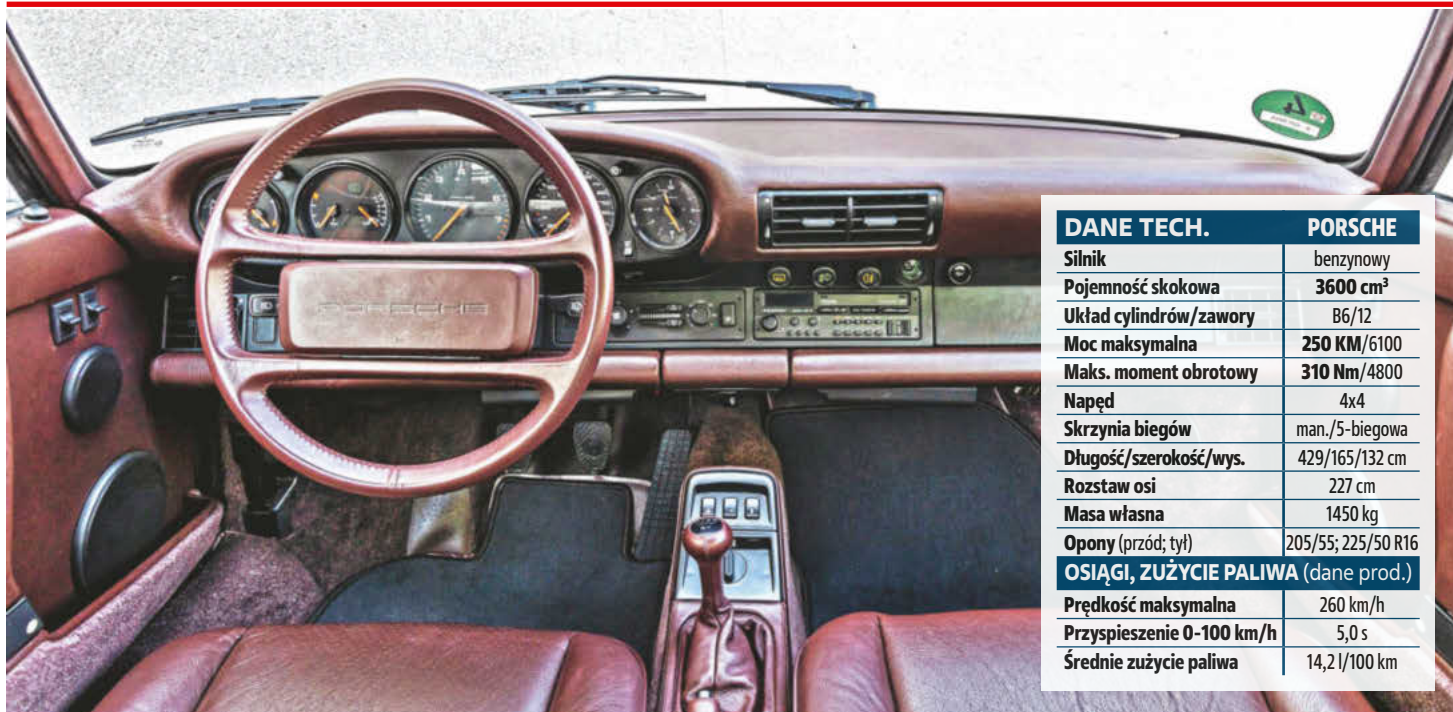 PORSCHE
DANE TECH. PORSCHE
Silnik benzynowy
Pojemność skokowa 3600 cm³
Układ cylindrów/zawory B6/12
Moc maksymalna 250 KM/6100
Maks. moment obrotowy 310 Nm/4800
Napęd 4x4
Skrzynia biegów man./5-biegowa
Długość/szerokość/wys. 429/165/132 cm
Rozstaw osi 227 cm
Masa własna 1450 kg
Opony (przód; tył) 205/55; 225/50 R16
OSIĄGI, ZUŻYCIE PALIWA (dane prod.)
Prędkość maksymalna 260 km/h
Przyspieszenie 0-100 km/h 5,0 s
Średnie zużycie paliwa 14,2 l/100 km